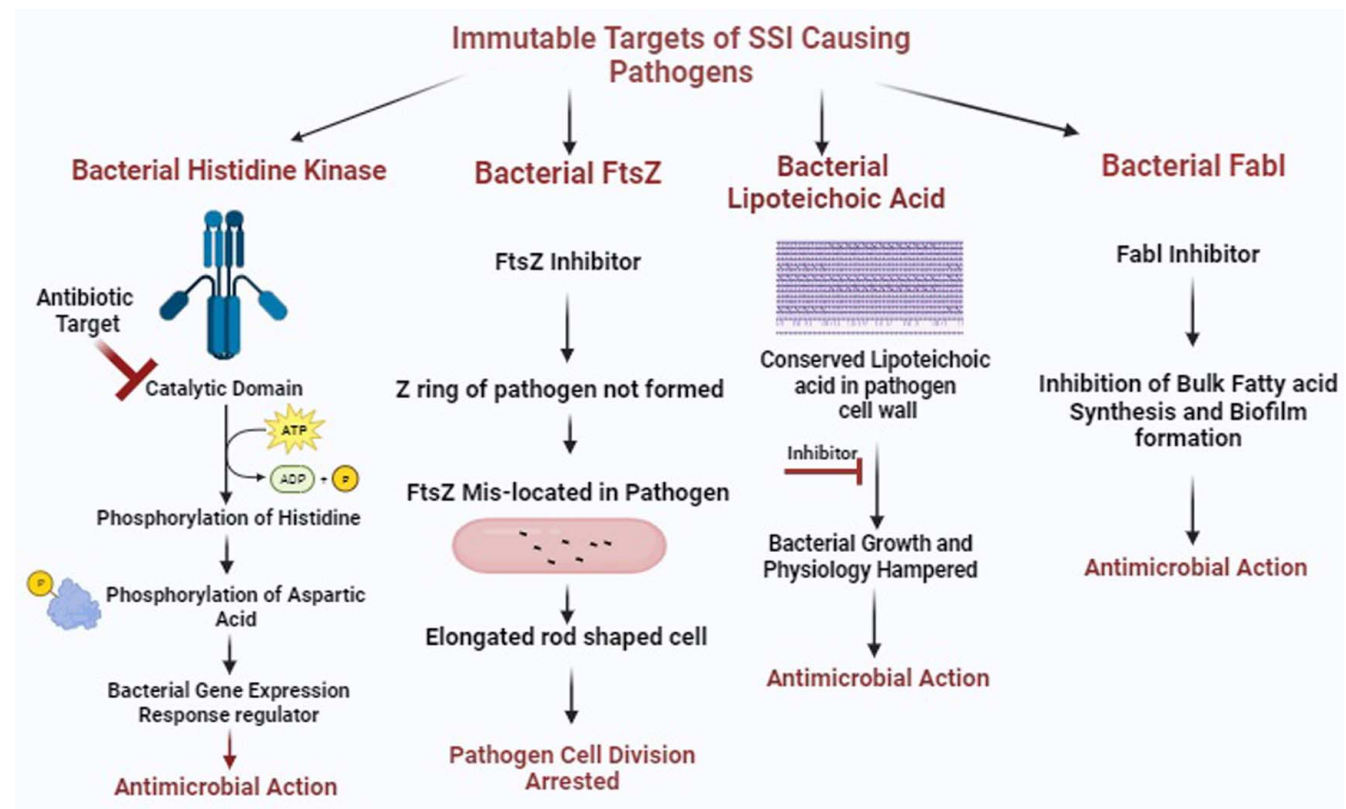 Immutable Targets of SSI Causing
Pathogens
Bacterial Histidine Kinase
Antibiotic
Target
Catalytic Domain
ATP
ADP + P
Phosphorylation of Histidine
P
Phosphorylation of Aspartic
Acid
Bacterial Gene Expression
Response regulator
Antimicrobial Action
Bacterial FtsZ
FtsZ Inhibitor
Z ring of pathogen not formed
FtsZ Mis-located in Pathogen
Elongated rod shaped cell
Pathogen Cell Division
Arrested
Bacterial
Lipoteichoic Acid
Conserved Lipoteichoic
acid in pathogen
cell wall
Inhibitor
Bacterial Growth and
Physiology Hampered
Antimicrobial Action
Bacterial FabI
FabI Inhibitor
Inhibition of Bulk Fatty acid
Synthesis and Biofilm
formation
Antimicrobial Action